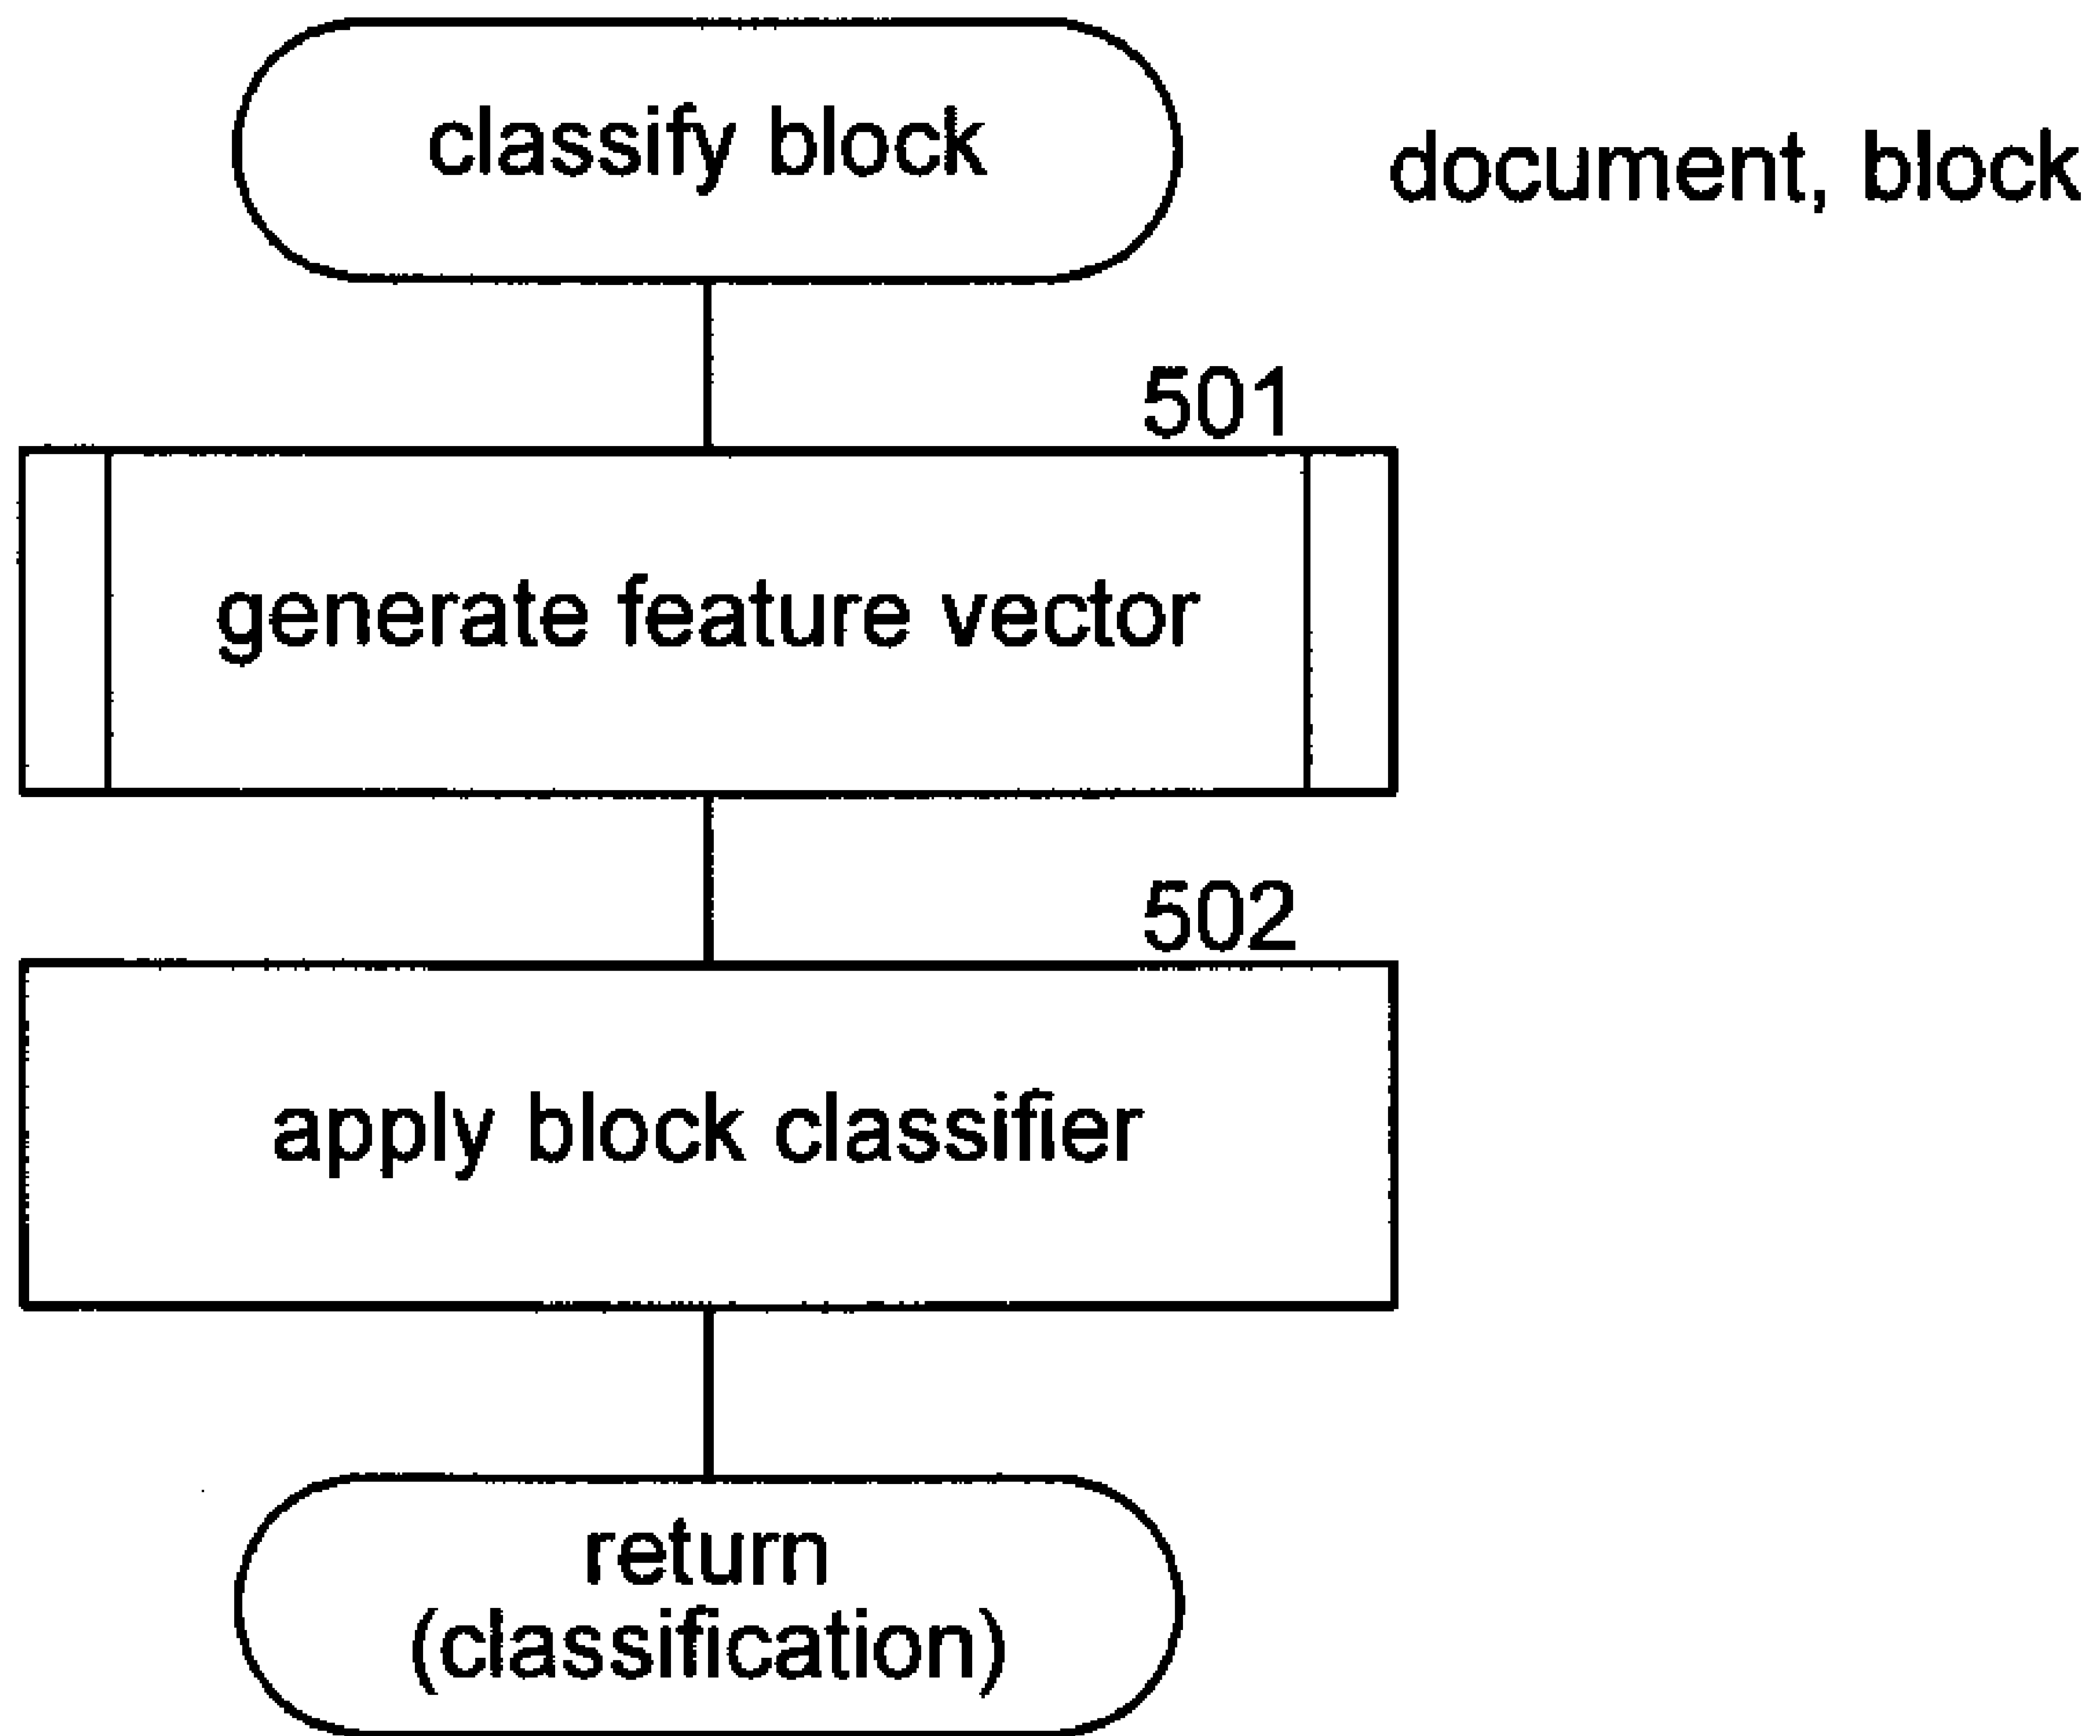 classify block
document, block
501
generate feature vector
502
apply block classifier
return
(classification)